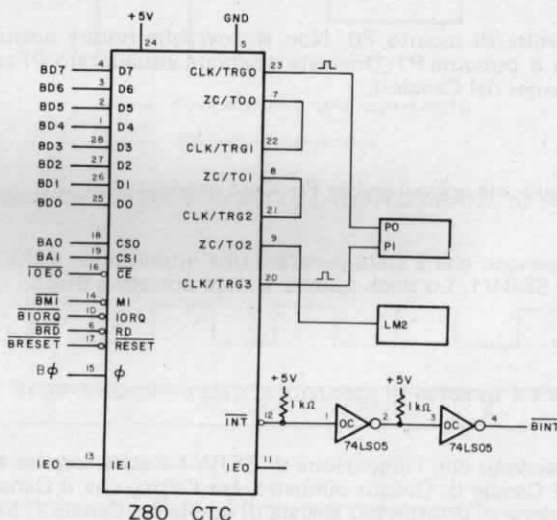 +5V
GND
24
5
BD7 4 D7
BD6 3 D6
BD5 2 D5
BD4 1 D4
BD3 28 D3
BD2 27 D2
BD1 26 D1
BD0 25 D0
BA0 18 CS0
BA1 19 CS1
IOEO 16 CE
BM1 14 M1
BIORQ 10 IORQ
BRD 6 RD
BRESET 17 RESET
BΦ 15 Φ
IEO 13 IEI
CLK/TRG0 23
ZC/TO0 7
CLK/TRG1 22
ZC/TO1 8
CLK/TRG2 21
ZC/TO2 9
CLK/TRG3 20
P0
P1
LM2
+5V
+5V
1 kΩ
1 kΩ
INT 12
1 OC 2
3 OC 4
BINT
74LS05
74LS05
IEO 11
Z80 CTC